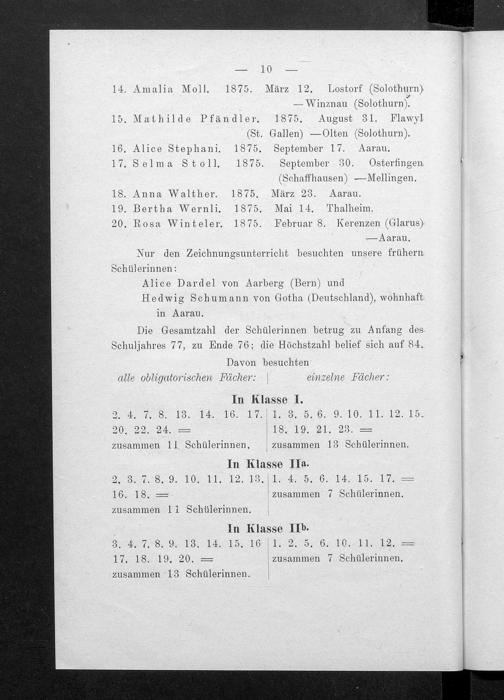 — 10 —
14. Amalia Moll. 1875. März 12. Lostorf (Solothurn)
— Winznau (Solothurn).
15. Mathilde Pfändler. 1875. August 31. Flawyl
(St. Gallen) — Olten (Solothurn).
16. Alice Stephani. 1875. September 17. Aarau.
17. Selma Stoll. 1875. September 30. Osterfingen
(Schaffhausen) — Mellingen.
18. Anna Walther. 1875. März 23. Aarau.
19. Bertha Wernli. 1875. Mai 14. Thalheim.
20. Rosa Winteler. 1875. Februar 8. Kerenzen (Glarus)
— Aarau.
Nur den Zeichnungsunterricht besuchten unsere frühern
Schülerinnen:
Alice Dardel von Aarberg (Bern) und
Hedwig Schumann von Gotha (Deutschland), wohnhaft
in Aarau.
Die Gesamtzahl der Schülerinnen betrug zu Anfang des
Schuljahres 77, zu Ende 76; die Höchstzahl belief sich auf 84.
Davon besuchten
alle obligatorischen Fächer: | einzelne Fächer:
In Klasse I.
2. 4. 7. 8. 13. 14. 16. 17.
20. 22. 24. =
zusammen 11 Schülerinnen.
1. 3. 5. 6. 9. 10. 11. 12. 15.
18. 19. 21. 23. =
zusammen 13 Schülerinnen.
In Klasse IIa.
2. 3. 7. 8. 9. 10. 11. 12. 13.
16. 18. =
zusammen 11 Schülerinnen.
1. 4. 5. 6. 14. 15. 17. =
zusammen 7 Schülerinnen.
In Klasse IIb.
3. 4. 7. 8. 9. 13. 14. 15. 16
17. 18. 19. 20. =
zusammen 13 Schülerinnen.
1. 2. 5. 6. 10. 11. 12. =
zusammen 7 Schülerinnen.